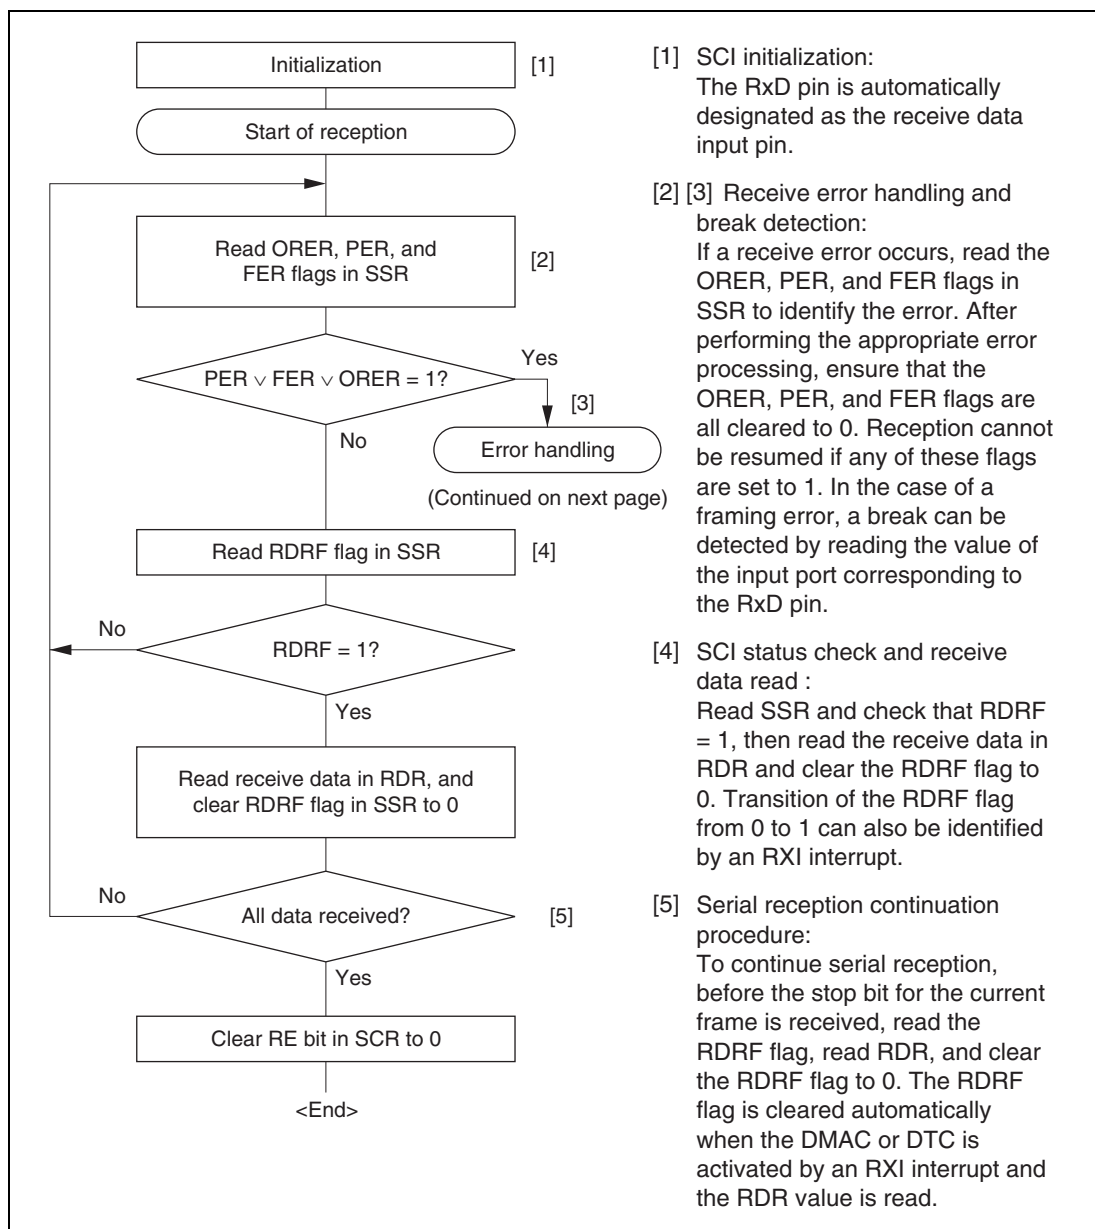 Initialization
[1]
Start of reception
Read ORER, PER, and
FER flags in SSR
[2]
PER ∨ FER ∨ ORER = 1?
Yes
[3]
No
Error handling
(Continued on next page)
Read RDRF flag in SSR
[4]
No
RDRF = 1?
Yes
Read receive data in RDR, and
clear RDRF flag in SSR to 0
No
All data received?
[5]
Yes
Clear RE bit in SCR to 0
<End>
[1] SCI initialization:
The RxD pin is automatically
designated as the receive data
input pin.
[2] [3] Receive error handling and
break detection:
If a receive error occurs, read the
ORER, PER, and FER flags in
SSR to identify the error. After
performing the appropriate error
processing, ensure that the
ORER, PER, and FER flags are
all cleared to 0. Reception cannot
be resumed if any of these flags
are set to 1. In the case of a
framing error, a break can be
detected by reading the value of
the input port corresponding to
the RxD pin.
[4] SCI status check and receive
data read :
Read SSR and check that RDRF
= 1, then read the receive data in
RDR and clear the RDRF flag to
0. Transition of the RDRF flag
from 0 to 1 can also be identified
by an RXI interrupt.
[5] Serial reception continuation
procedure:
To continue serial reception,
before the stop bit for the current
frame is received, read the
RDRF flag, read RDR, and clear
the RDRF flag to 0. The RDRF
flag is cleared automatically
when the DMAC or DTC is
activated by an RXI interrupt and
the RDR value is read.